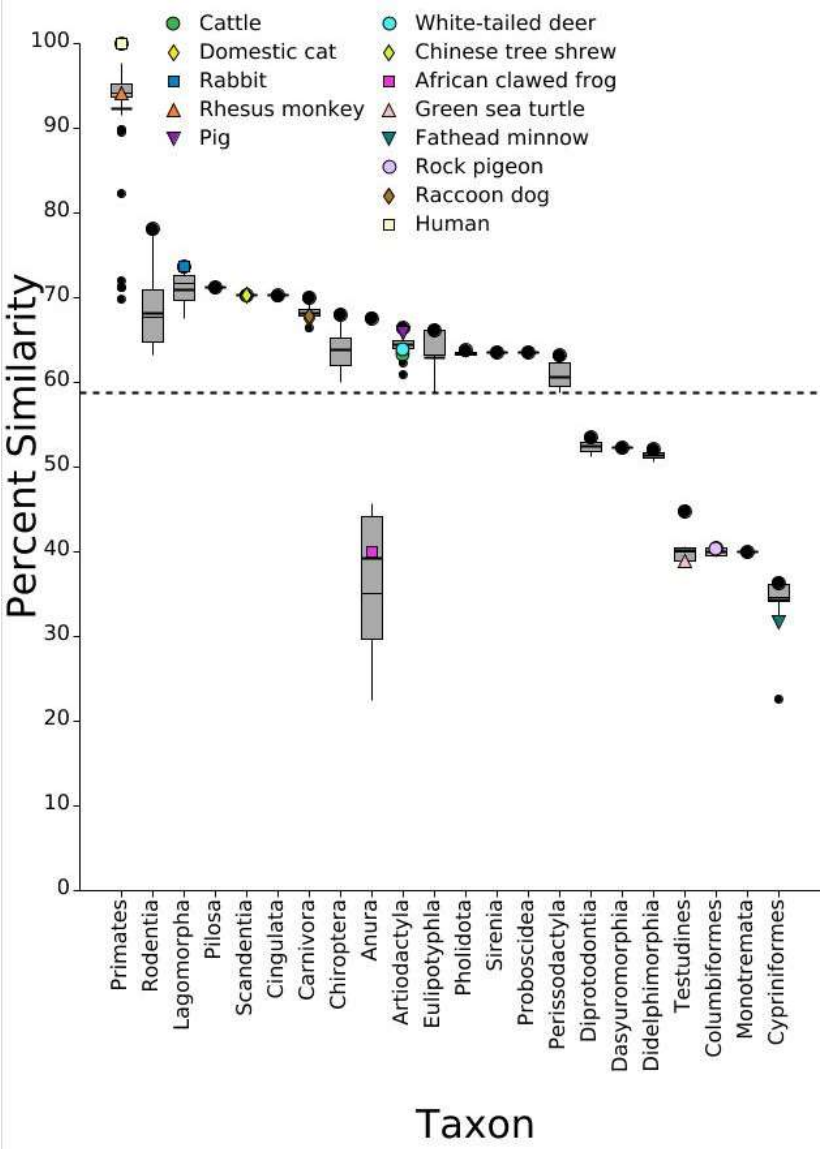 Cattle
Domestic cat
Rabbit
Rhesus monkey
Pig
White-tailed deer
Chinese tree shrew
African clawed frog
Green sea turtle
Fathead minnow
Rock pigeon
Raccoon dog
Human
Percent Similarity
100
90
80
70
60
50
40
30
20
10
0
Primates
Rodentia
Lagomorpha
Pilosa
Scandentia
Cingulata
Carnivora
Chiroptera
Anura
Artiodactyla
Eulipotyphla
Pholidota
Sirenia
Proboscidea
Perissodactyla
Diprotodontia
Dasyuromorphia
Didelphimorphia
Testudines
Columbiformes
Monotremata
Cypriniformes
Taxon